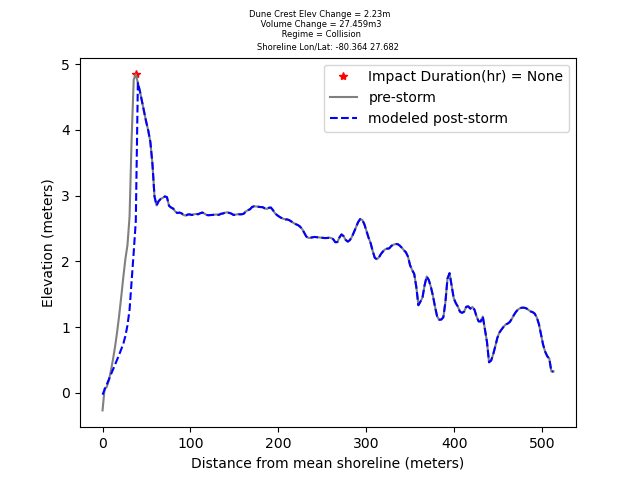 Dune Crest Elev Change = 2.23m
Volume Change = 27.459m3
Regime = Collision
Shoreline Lon/Lat: -80.364 27.682
Impact Duration(hr) = None
pre-storm
modeled post-storm
Elevation (meters)
5
4
3
2
1
0
0 100 200 300 400 500
Distance from mean shoreline (meters)